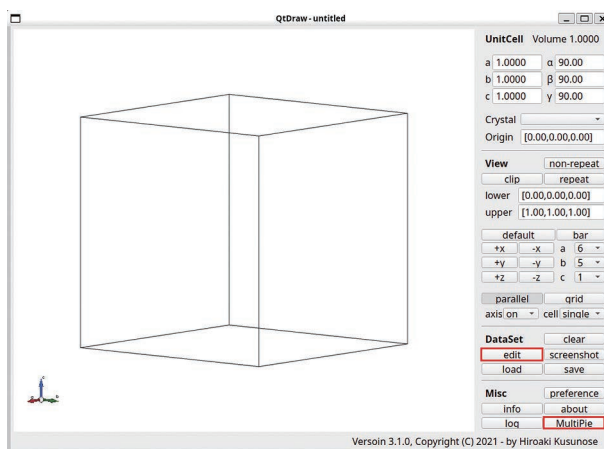 QtDraw - untitled
UnitCell Volume 1.0000
a 1.0000 α 90.00
b 1.0000 β 90.00
c 1.0000 γ 90.00
Crystal
Origin [0.00,0.00,0.00]
View non-repeat
clip repeat
lower [0.00,0.00,0.00]
upper [1.00,1.00,1.00]
default bar
+x -x a 6
+y -y b 5
+z -z c 1
parallel grid
axis on cell single
DataSet clear
edit screenshot
load save
Misc preference
info about
log MultiPie
Versoin 3.1.0, Copyright (C) 2021 - by Hiroaki Kusunose